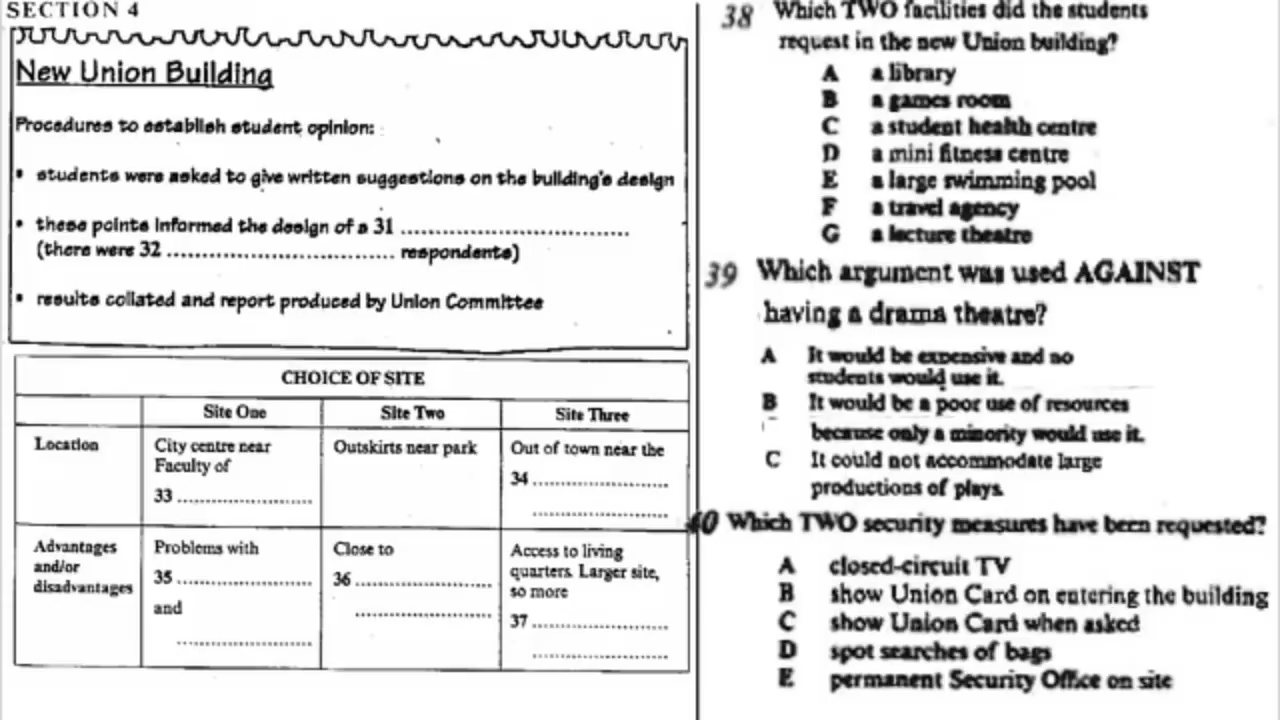 SECTION 4
New Union Building
Procedures to establish student opinion:
• students were asked to give written suggestions on the building's design
• these points informed the design of a 31 ..............................
(there were 32 .............................. respondents)
• results collated and report produced by Union Committee
CHOICE OF SITE
Site One Site Two Site Three
Location
City centre near
Faculty of
33 ....................
Outskirts near park
Out of town near the
34 ....................
....................
Advantages
and/or
disadvantages
Problems with
35 ....................
and
....................
Close to
36 ....................
....................
Access to living
quarters. Larger site,
so more
37 ....................
....................
38 Which TWO facilities did the students
request in the new Union building?
A a library
B a games room
C a student health centre
D a mini fitness centre
E a large swimming pool
F a travel agency
G a lecture theatre
39 Which argument was used AGAINST
having a drama theatre?
A It would be expensive and no
students would use it.
B It would be a poor use of resources
because only a minority would use it.
C It could not accommodate large
productions of plays.
40 Which TWO security measures have been requested?
A closed-circuit TV
B show Union Card on entering the building
C show Union Card when asked
D spot searches of bags
E permanent Security Office on site